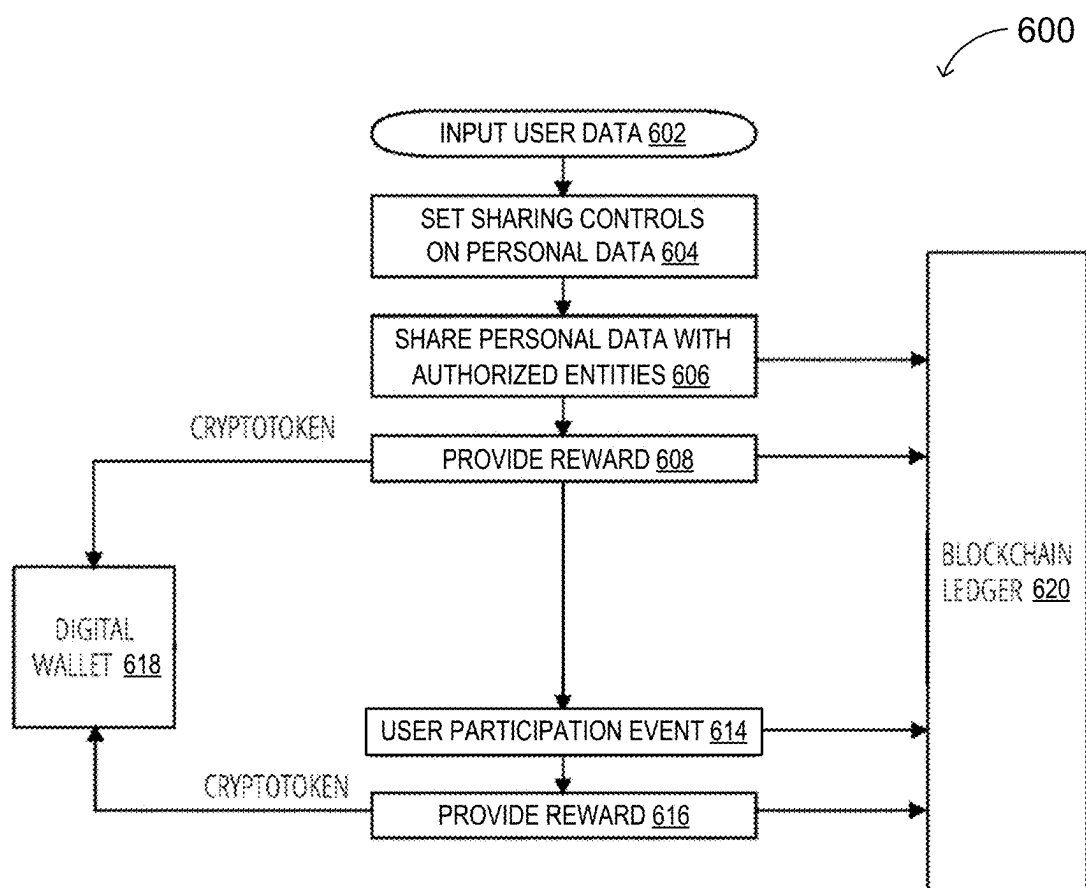 600
INPUT USER DATA 602
SET SHARING CONTROLS
ON PERSONAL DATA 604
SHARE PERSONAL DATA WITH
AUTHORIZED ENTITIES 606
CRYPTOTOKEN
PROVIDE REWARD 608
BLOCKCHAIN
LEDGER 620
DIGITAL
WALLET 618
USER PARTICIPATION EVENT 614
CRYPTOTOKEN
PROVIDE REWARD 616